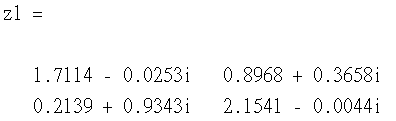 z1 =
1.7114 - 0.0253i 0.8968 + 0.3658i
0.2139 + 0.9343i 2.1541 - 0.0044i